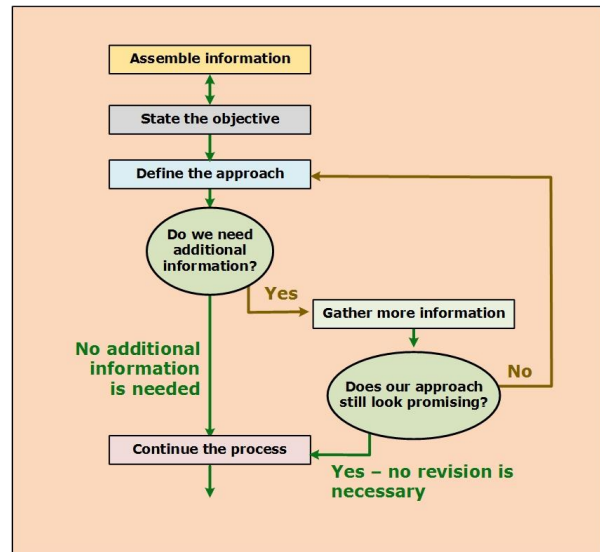 Assemble information
State the objective
Define the approach
Do we need
additional
information?
Yes
Gather more information
No additional
information
is needed
No
Does our approach
still look promising?
Continue the process
Yes – no revision is
necessary